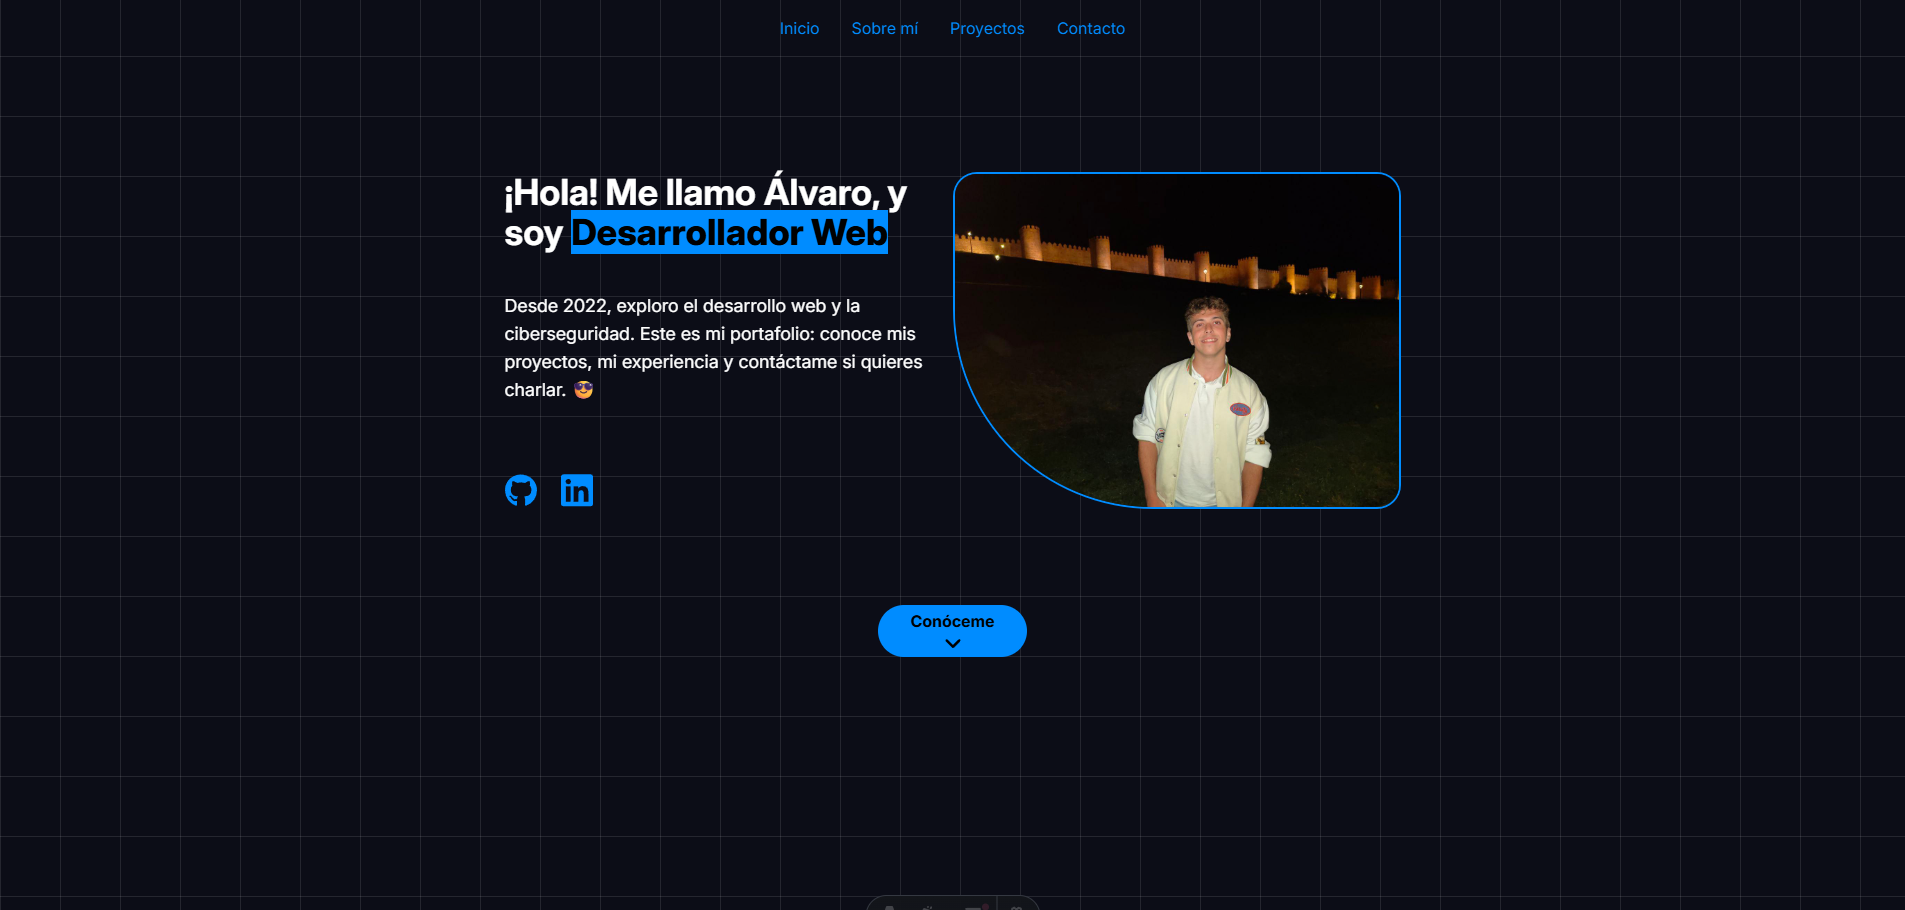 Inicio Sobre mí Proyectos Contacto
¡Hola! Me llamo Álvaro, y
soy Desarrollador Web
Desde 2022, exploro el desarrollo web y la
ciberseguridad. Este es mi portafolio: conoce mis
proyectos, mi experiencia y contáctame si quieres
charlar. 😎
in
Conóceme